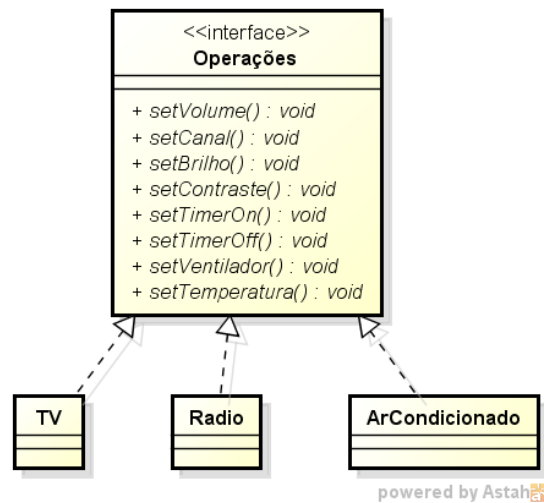 <<interface>>
Operações
+ setVolume() : void
+ setCanal() : void
+ setBrilho() : void
+ setContraste() : void
+ setTimerOn() : void
+ setTimerOff() : void
+ setVentilador() : void
+ setTemperatura() : void
TV
Radio
ArCondicionado
powered by Astah